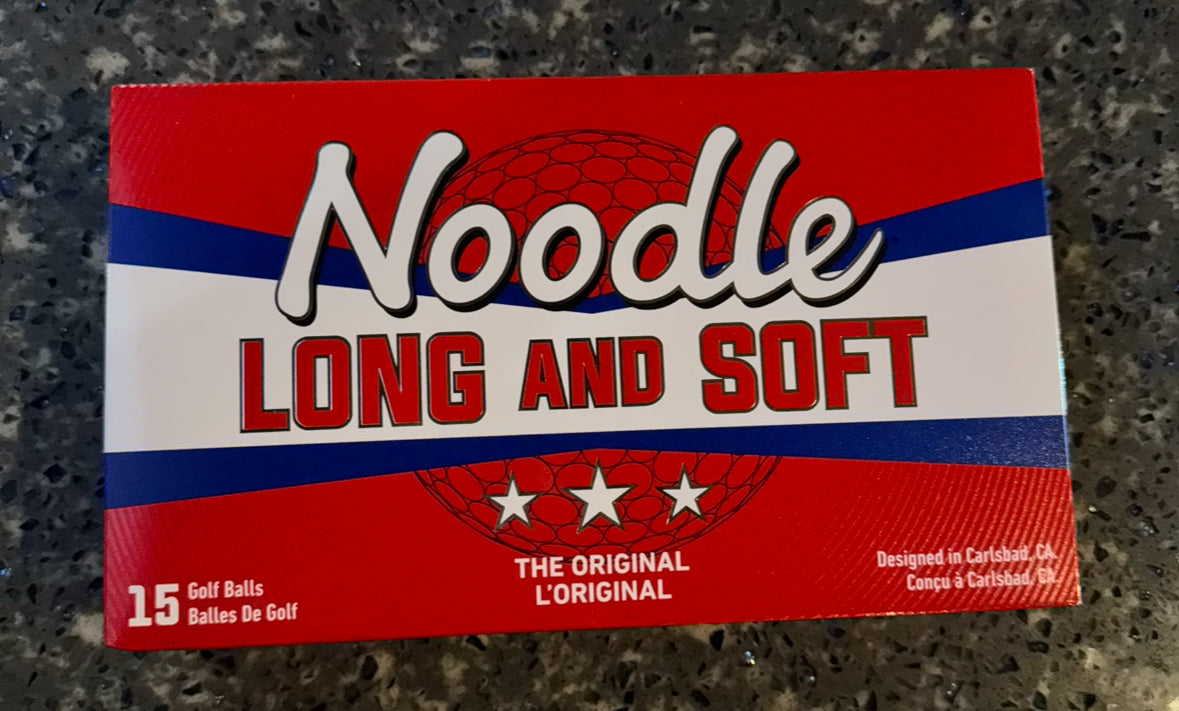 Noodle
LONG AND SOFT
THE ORIGINAL
L'ORIGINAL
15 Golf Balls
Balles De Golf
Designed in Carlsbad, CA.
Conçu à Carlsbad, CA.